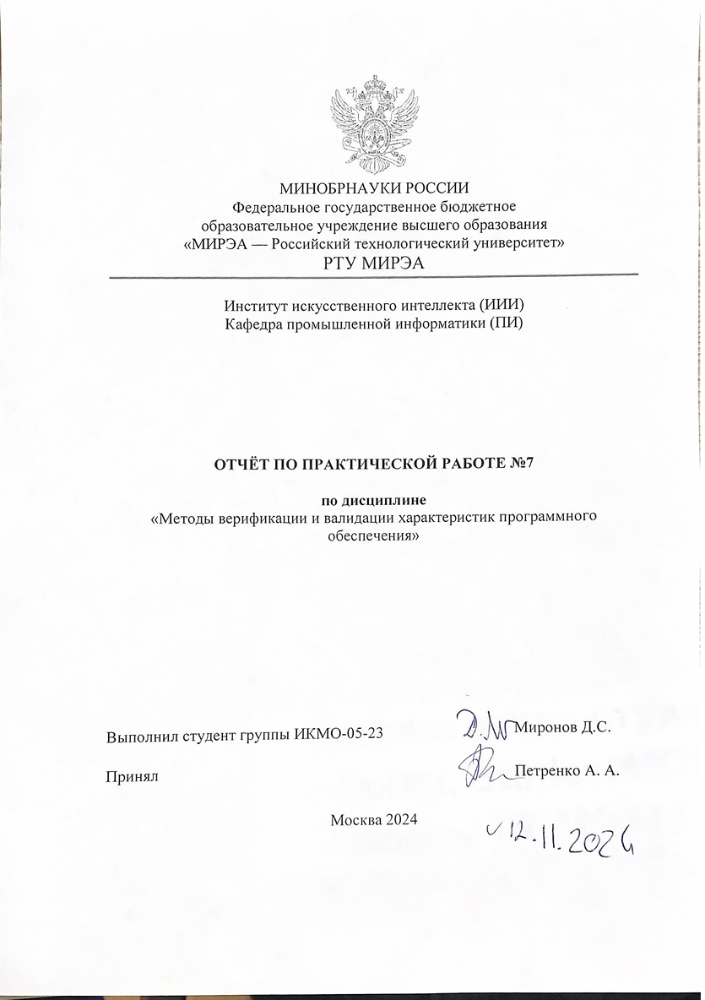 МИНОБРНАУКИ РОССИИ
Федеральное государственное бюджетное
образовательное учреждение высшего образования
«МИРЭА — Российский технологический университет»
РТУ МИРЭА
Институт искусственного интеллекта (ИИИ)
Кафедра промышленной информатики (ПИ)
ОТЧЁТ ПО ПРАКТИЧЕСКОЙ РАБОТЕ №7
по дисциплине
«Методы верификации и валидации характеристик программного
обеспечения»
Выполнил студент группы ИКМО-05-23 Миронов Д.С.
Принял Петренко А. А.
Москва 2024
12.11.2024